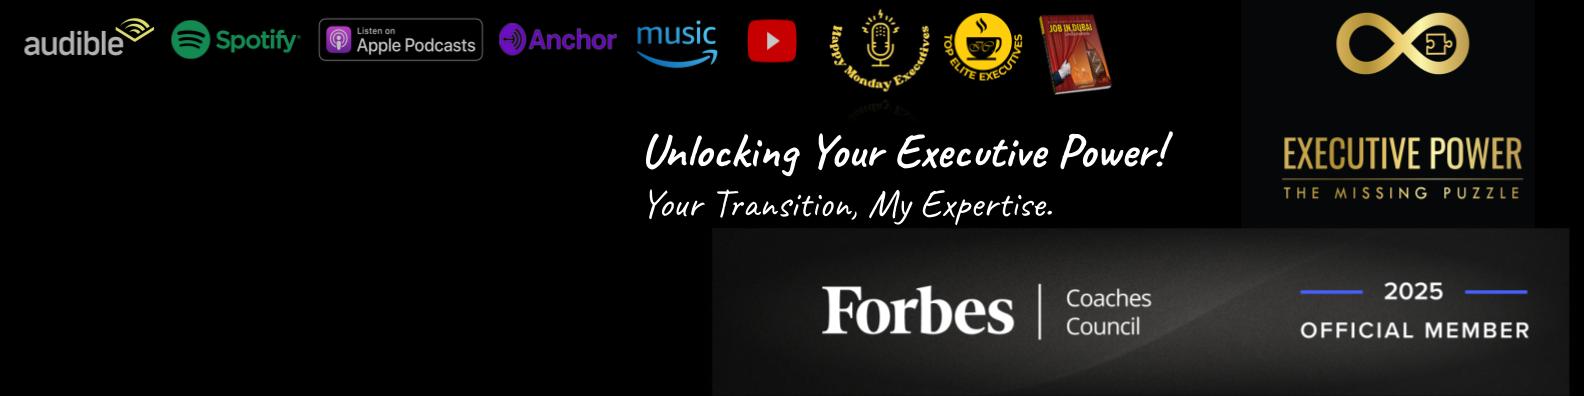 audible
Spotify
Listen on
Apple Podcasts
Anchor
music
Happy Monday Executives
TOP ELITE EXECUTIVES
JOB IN DUBAI
Unlocking Your Executive Power!
Your Transition, My Expertise.
EXECUTIVE POWER
THE MISSING PUZZLE
Forbes
Coaches
Council
2025
OFFICIAL MEMBER